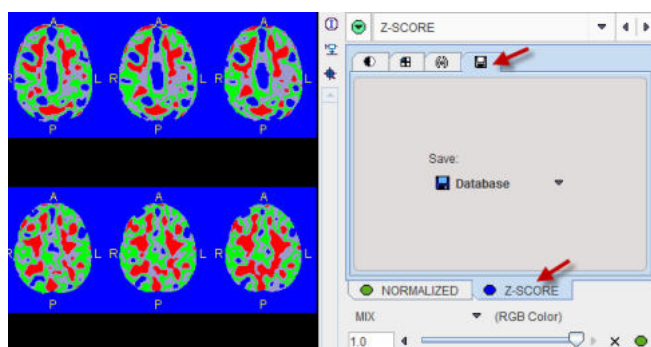 Z-SCORE
A A A
R L L L
P P P
Save:
Database
A A A
R L L L
P P P
NORMALIZED Z-SCORE
MIX (RGB Color)
1.0